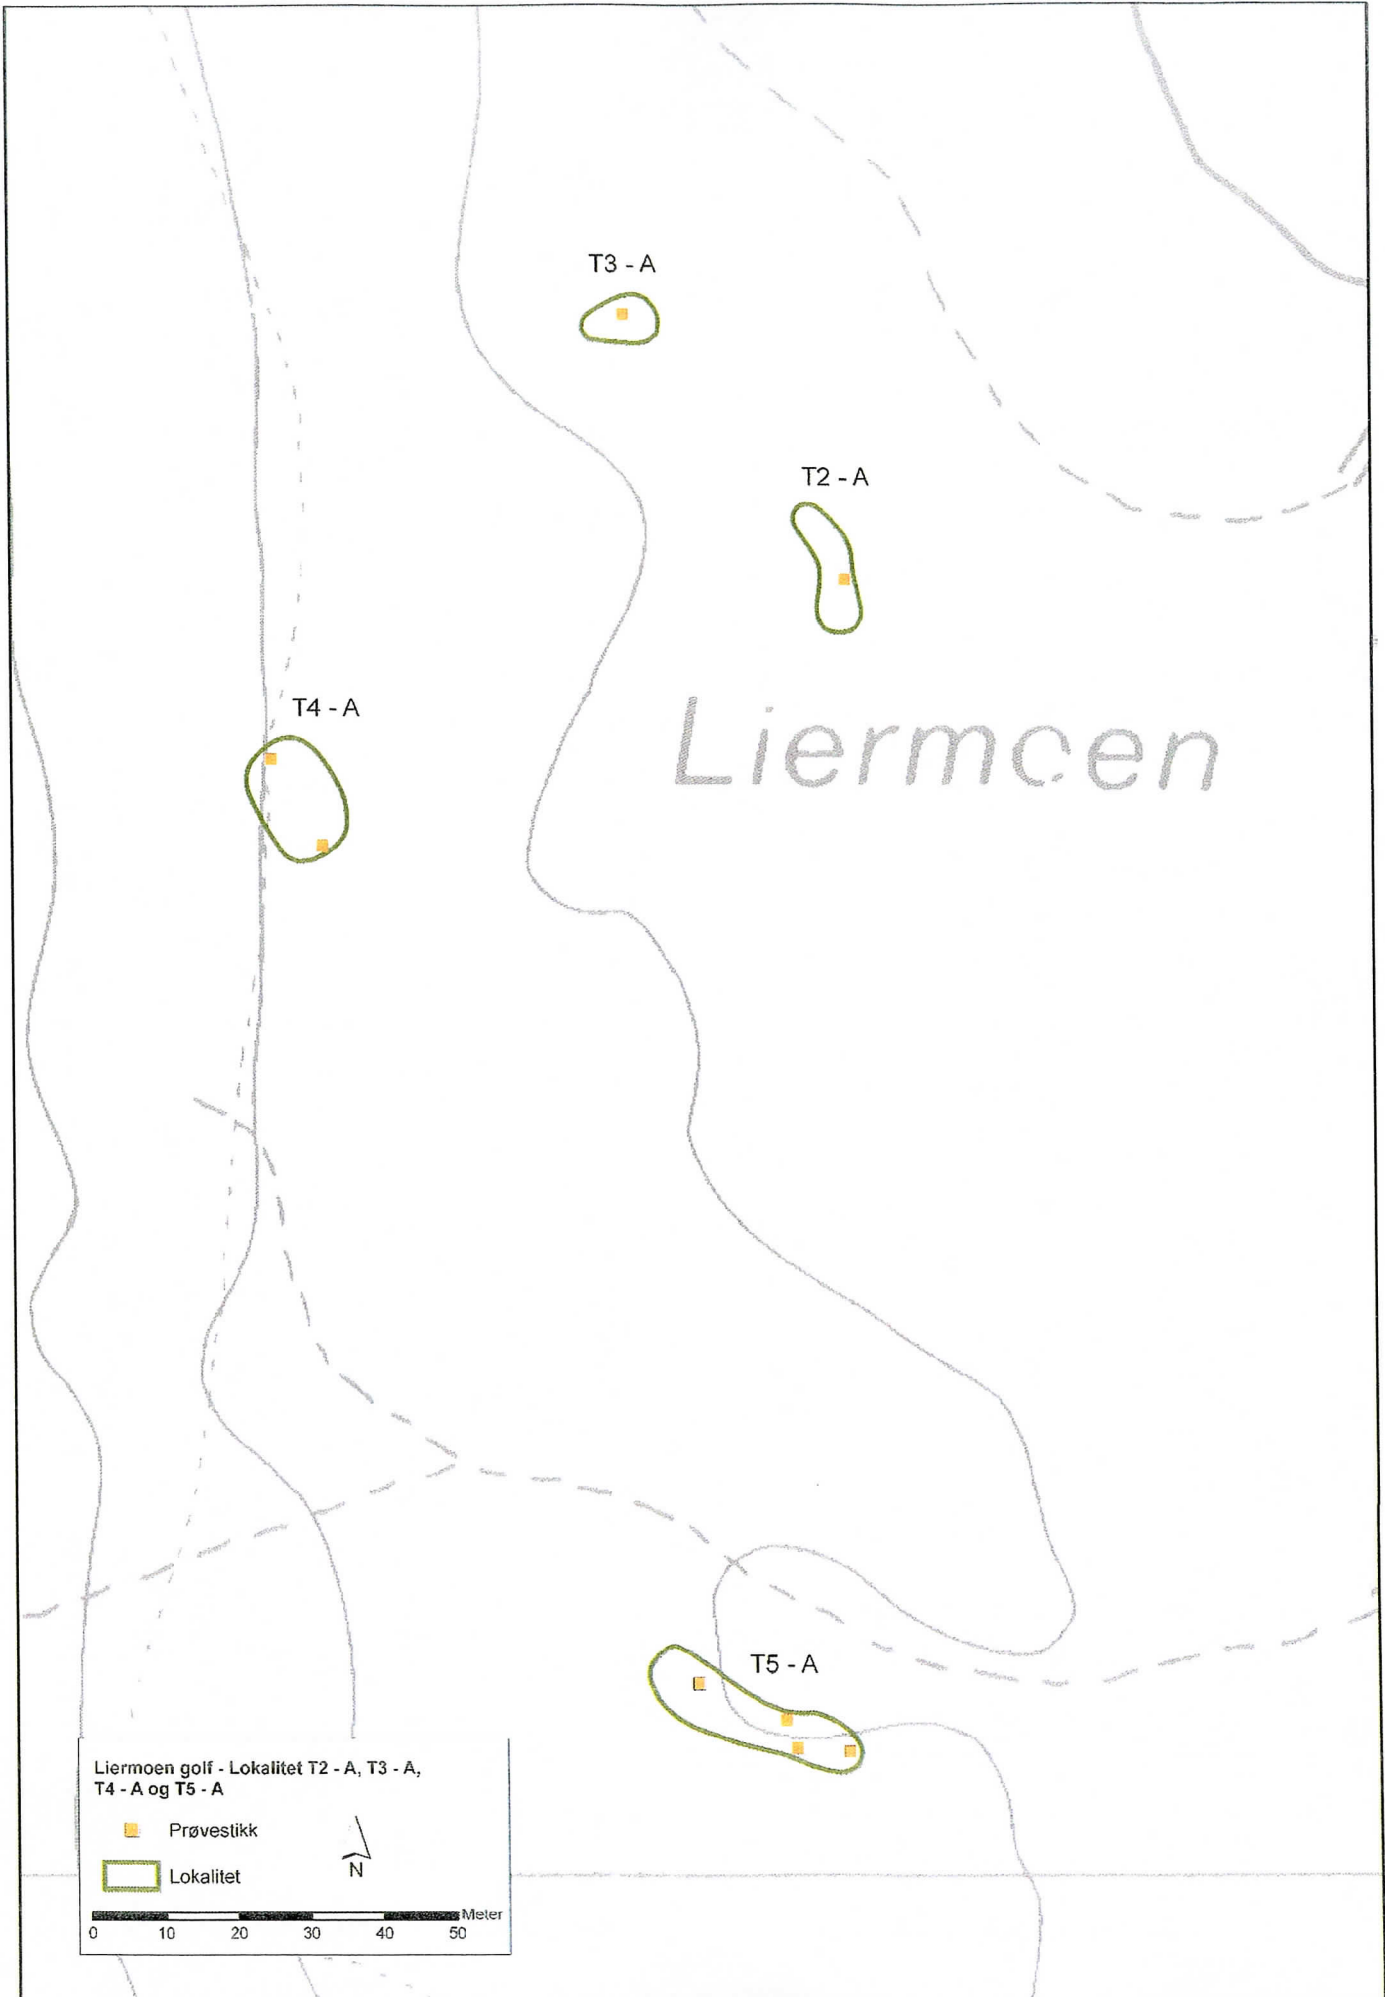 T3 - A
T2 - A
T4 - A
Liermoen
T5 - A
Liermoen golf - Lokalitet T2 - A, T3 - A,
T4 - A og T5 - A
Prøvestikk
N
Lokalitet
Meter
0 10 20 30 40 50